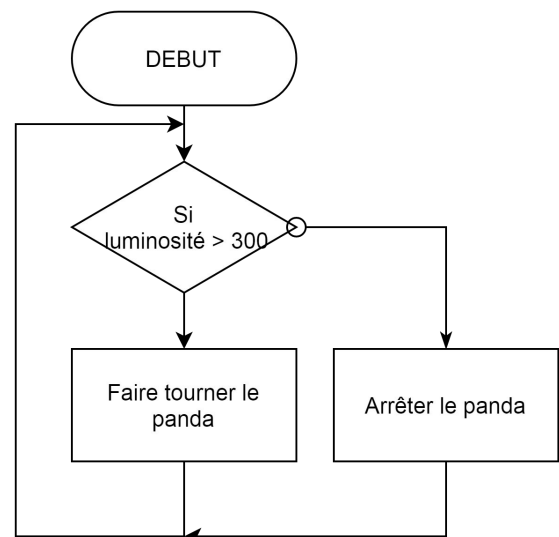 DEBUT
Si
luminosité > 300
Faire tourner le
panda
Arrêter le panda